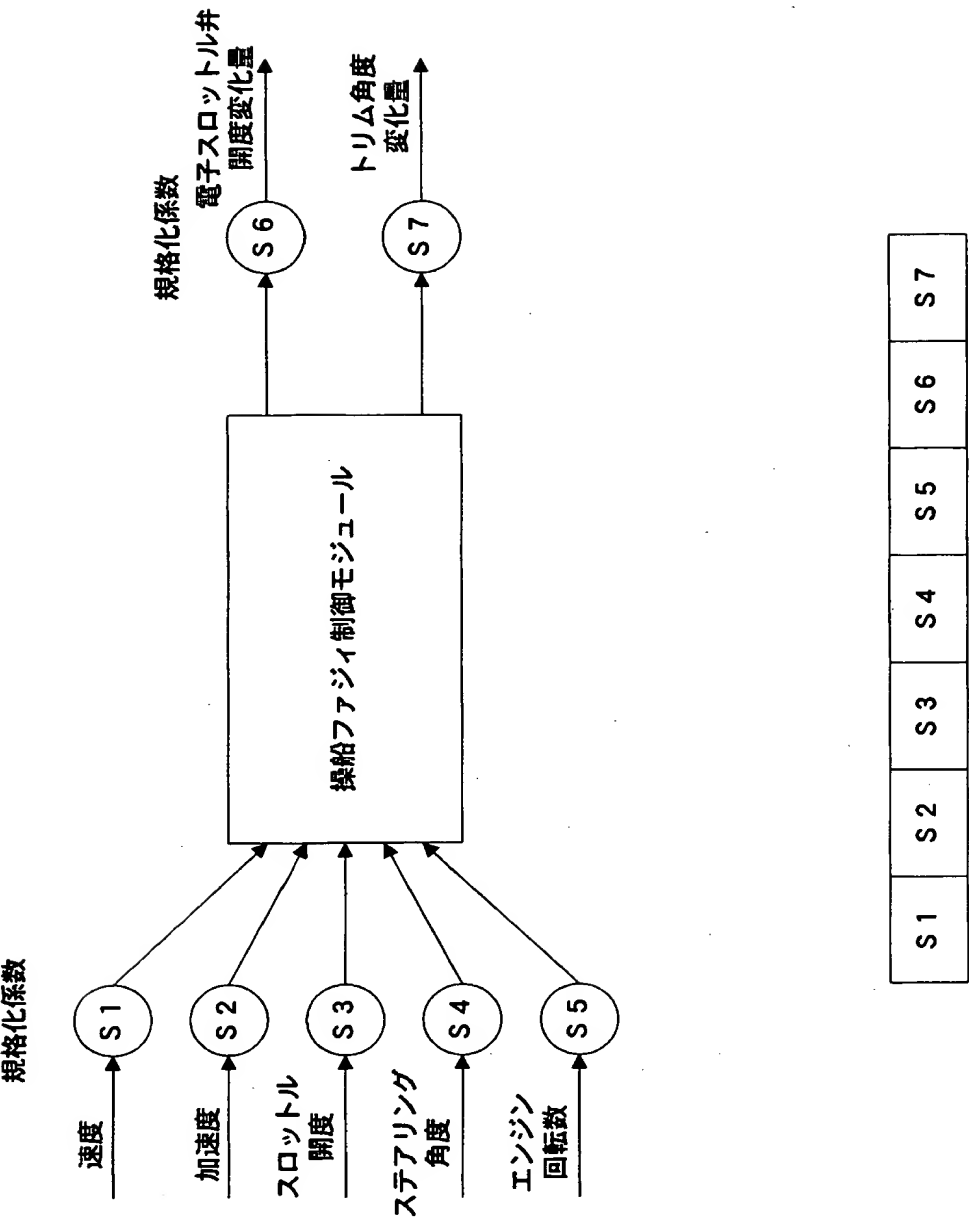 規格化係数
速度
S1
加速度
S2
スロットル
開度
S3
ステアリング
角度
S4
エンジン
回転数
S5
操船ファジィ制御モジュール
規格化係数
電子スロットル弁
開度変化量
S6
トリム角度
変化量
S7
S1 S2 S3 S4 S5 S6 S7